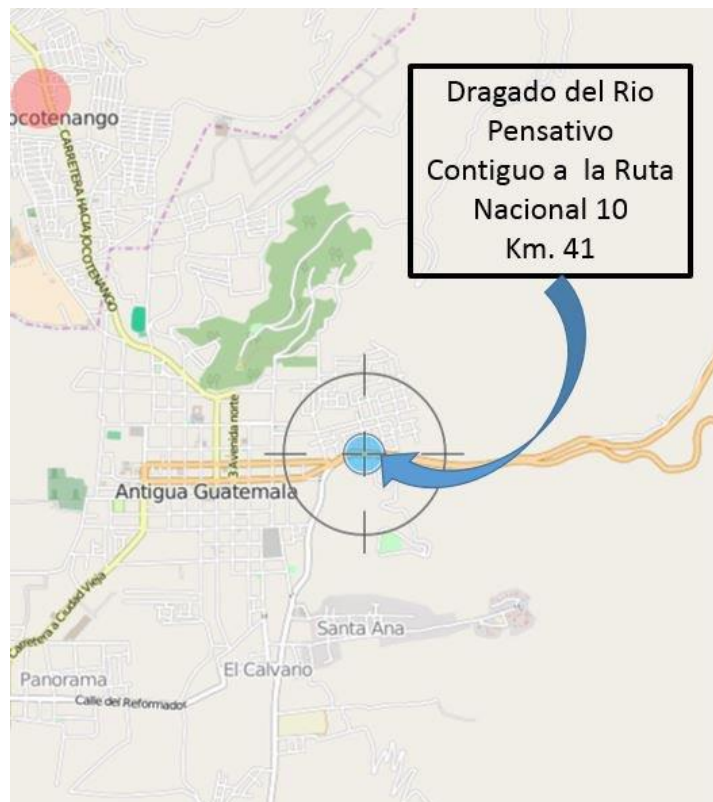 Dragado del Rio
Pensativo
Contiguo a la Ruta
Nacional 10
Km. 41
ocotenango
CARRETERA HACIA JOCOTENANGO
3 Avenida norte
Antigua Guatemala
Carretera a Ciudad Vieja
Santa Ana
El Calvario
Panorama
Calle del Reformador